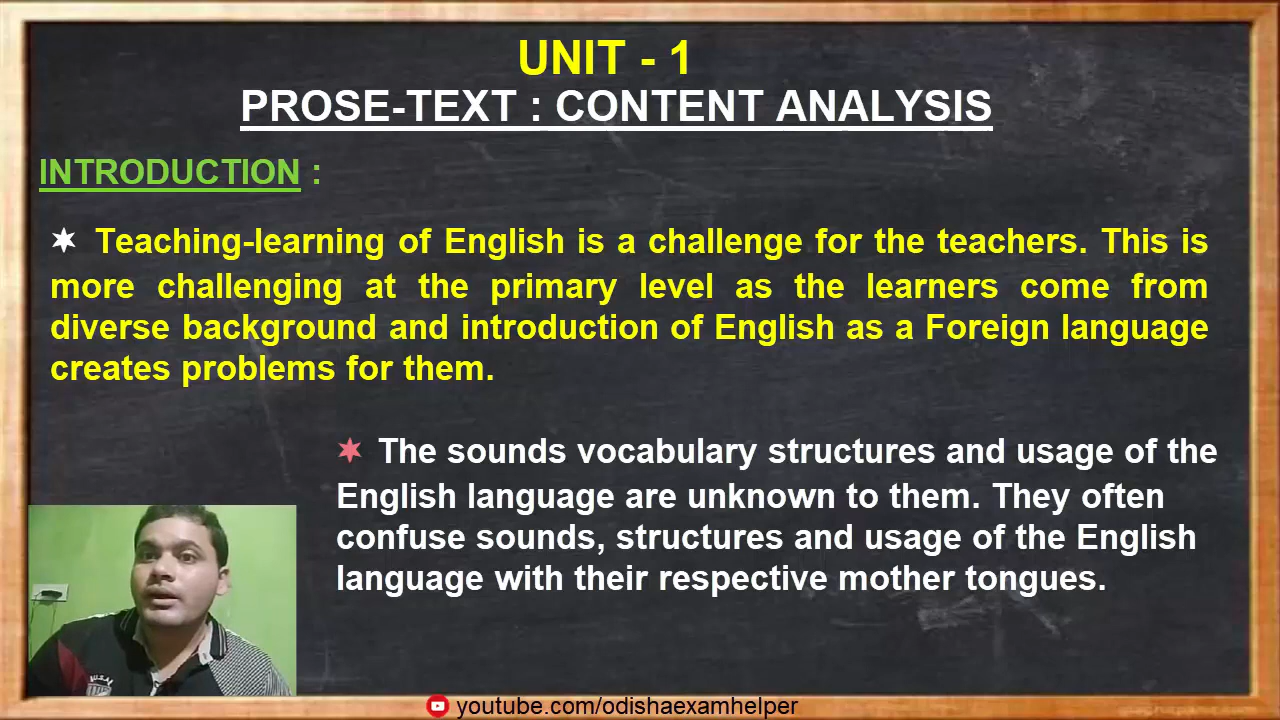 UNIT - 1
PROSE-TEXT : CONTENT ANALYSIS
INTRODUCTION :
✶ Teaching-learning of English is a challenge for the teachers. This is
more challenging at the primary level as the learners come from
diverse background and introduction of English as a Foreign language
creates problems for them.
✶ The sounds vocabulary structures and usage of the
English language are unknown to them. They often
confuse sounds, structures and usage of the English
language with their respective mother tongues.
youtube.com/odishaexamhelper